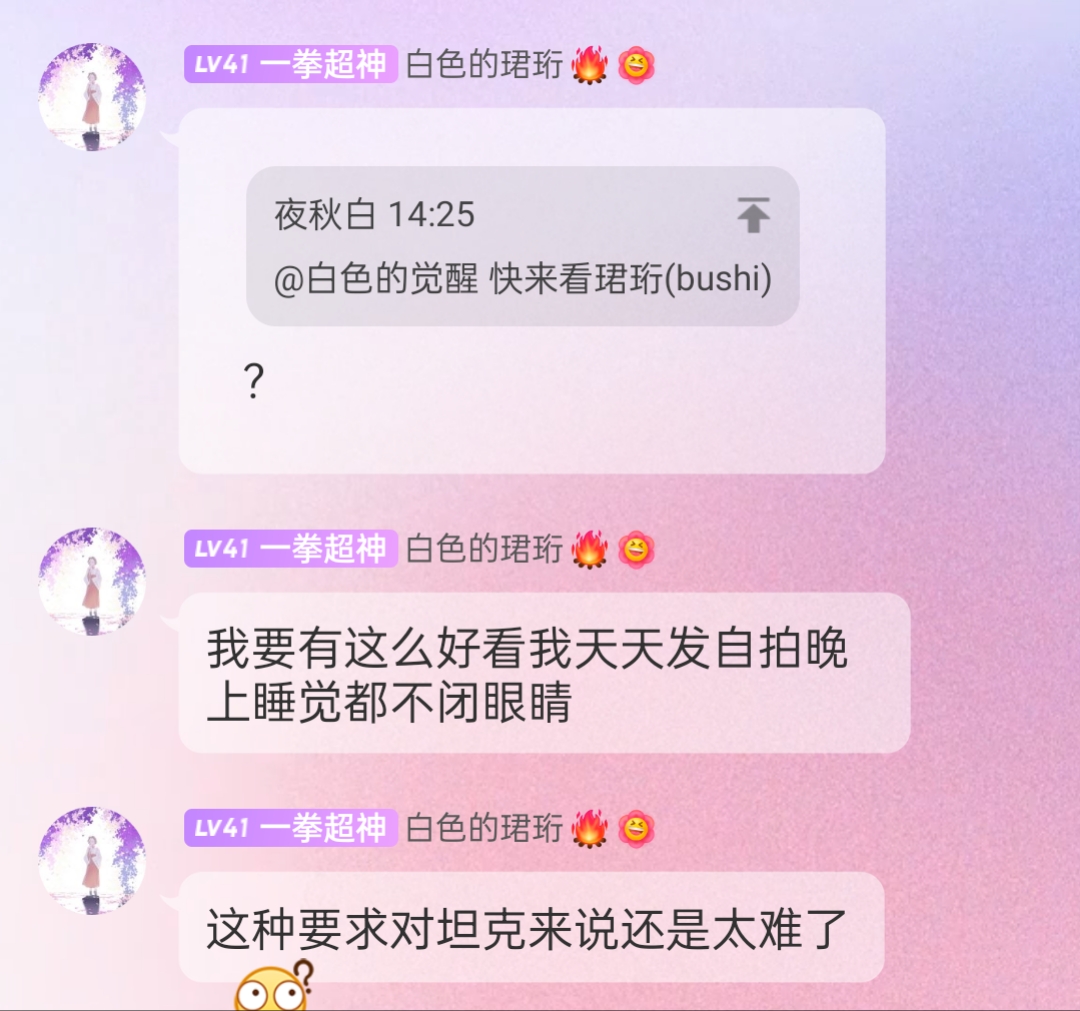 LV41 一拳超神 白色的珺珩
夜秋白 14:25
@白色的觉醒 快来看珺珩(bushi)
？
LV41 一拳超神 白色的珺珩
我要有这么好看我天天发自拍晚
上睡觉都不闭眼睛
LV41 一拳超神 白色的珺珩
这种要求对坦克来说还是太难了